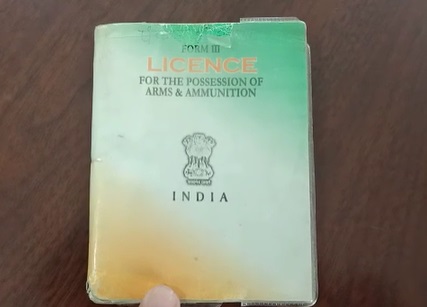 FORM III
LICENCE
FOR THE POSSESSION OF
ARMS & AMMUNITION
INDIA